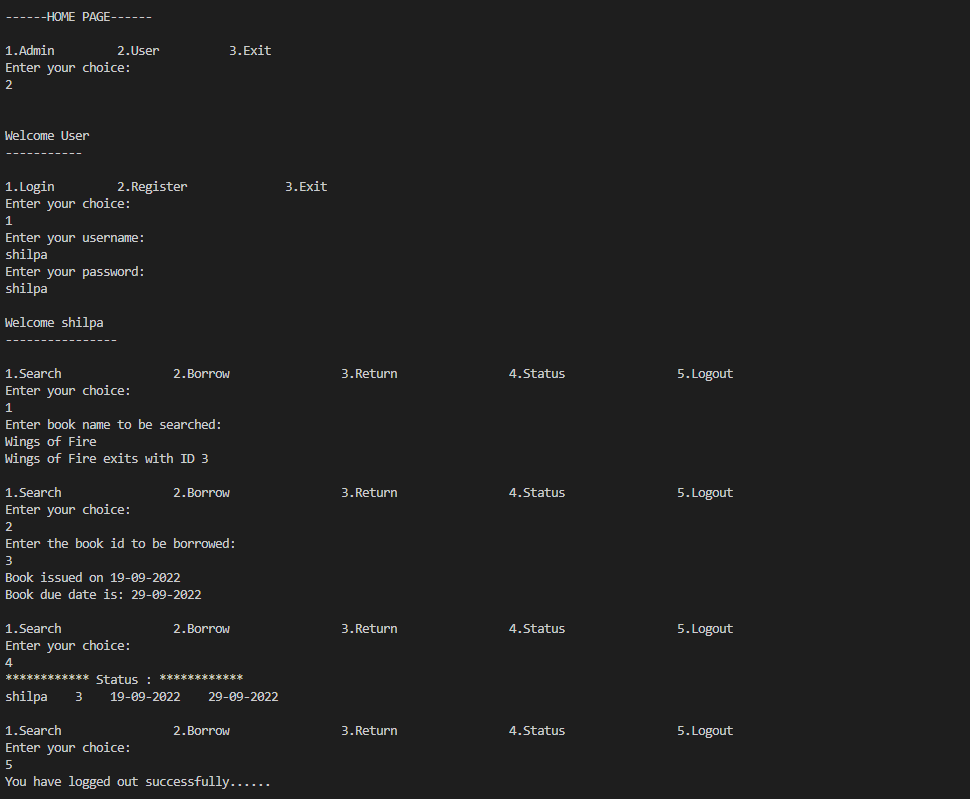 ------HOME PAGE------
1.Admin 2.User 3.Exit
Enter your choice:
2
Welcome User
-----------
1.Login 2.Register 3.Exit
Enter your choice:
1
Enter your username:
shilpa
Enter your password:
shilpa
Welcome shilpa
----------------
1.Search 2.Borrow 3.Return 4.Status 5.Logout
Enter your choice:
1
Enter book name to be searched:
Wings of Fire
Wings of Fire exits with ID 3
1.Search 2.Borrow 3.Return 4.Status 5.Logout
Enter your choice:
2
Enter the book id to be borrowed:
3
Book issued on 19-09-2022
Book due date is: 29-09-2022
1.Search 2.Borrow 3.Return 4.Status 5.Logout
Enter your choice:
4
************ Status : ************
shilpa 3 19-09-2022 29-09-2022
1.Search 2.Borrow 3.Return 4.Status 5.Logout
Enter your choice:
5
You have logged out successfully......